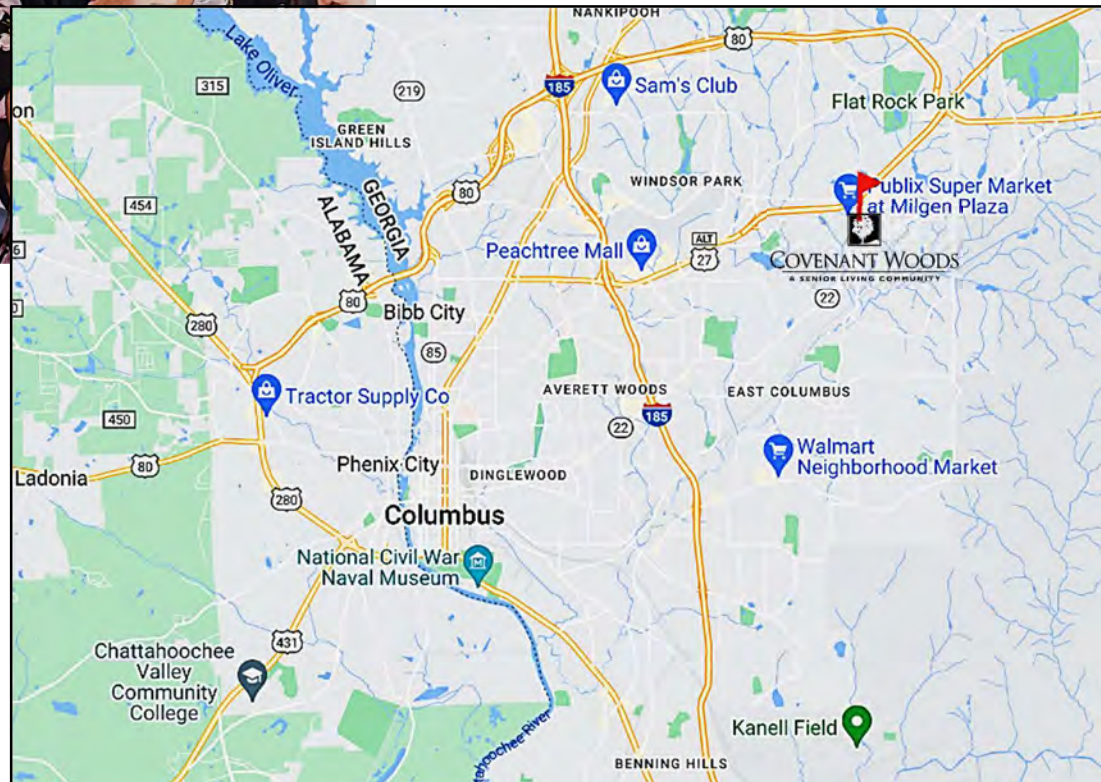 NANKIPOOH
80
Lake Oliver
315
219
185
Sam's Club
Flat Rock Park
on
GREEN
ISLAND HILLS
WINDSOR PARK
Publix Super Market
at Milgen Plaza
454
80
GEORGIA
ALABAMA
Peachtree Mall
ALT
27
COVENANT WOODS
A SENIOR LIVING COMMUNITY
22
80
Bibb City
280
85
AVERETT WOODS
EAST COLUMBUS
Tractor Supply Co
185
22
450
Walmart
Neighborhood Market
80
Ladonia
Phenix City
DINGLEWOOD
280
Columbus
National Civil War
Naval Museum
431
Chattahoochee
Valley
Community
College
Kanell Field
ahoochee River
BENNING HILLS